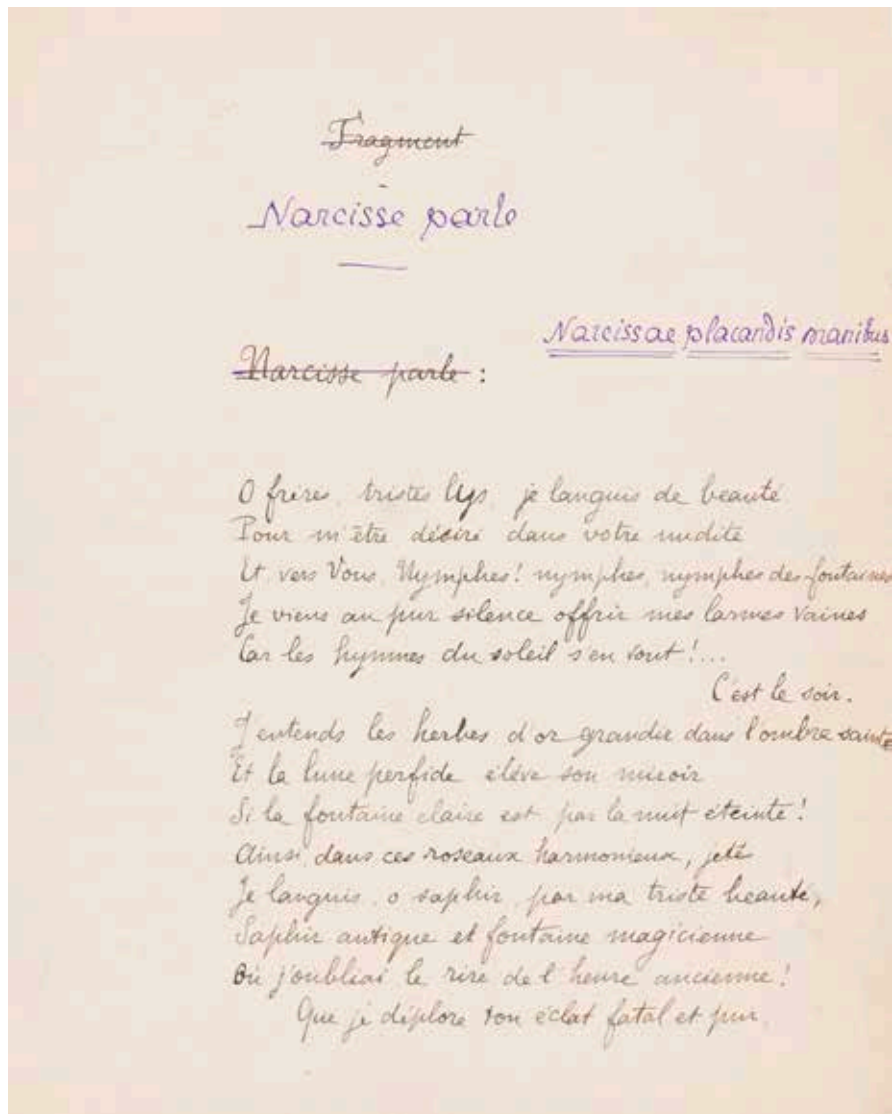 Fragment
Narcisse parle
Narcissae placandis manibus
Narcisse parle :
O frères, tristes lys, je languis de beauté
Pour m'être désiré dans votre nudité
Et vers Vous, Nymphes! nymphes, nymphes des fontaines
Je viens au pur silence offrir mes larmes vaines
Car les hymnes du soleil s'en vont!...
C'est le soir.
J'entends les herbes d'or grandir dans l'ombre sainte
Et la lune perfide élève son miroir
Si la fontaine claire est par la nuit éteinte!
Ainsi, dans ces roseaux harmonieux, jeté
Je languis, o saphir, par ma triste beauté,
Saphir antique et fontaine magicienne
Où j'oubliai le rire de l'heure ancienne!
Que je déplore ton éclat fatal et pur,